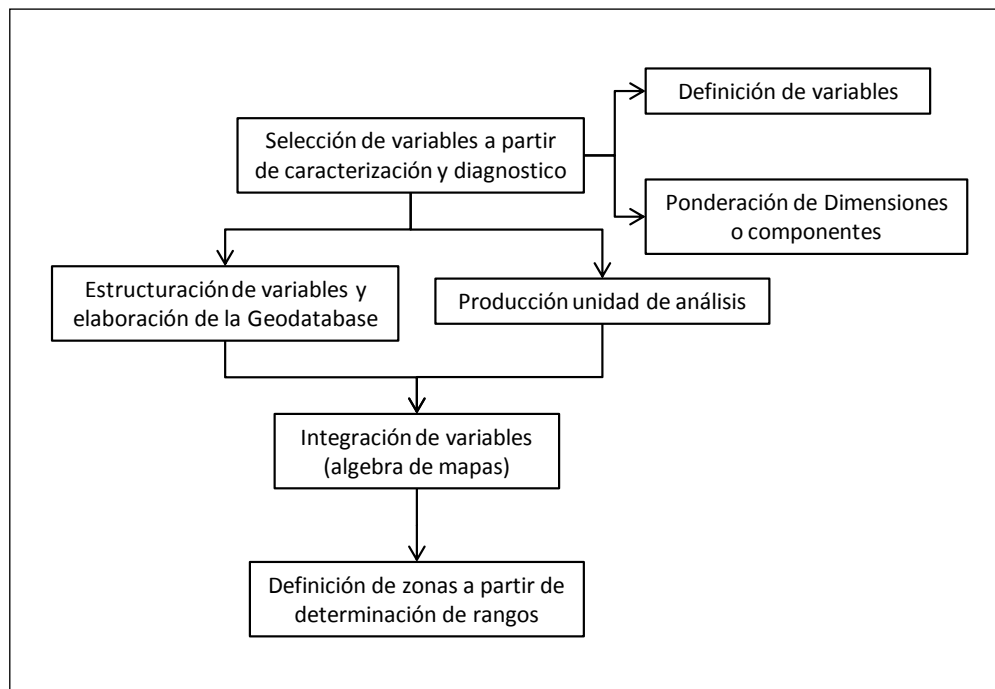 Definición de variables
Selección de variables a partir
de caracterización y diagnostico
Ponderación de Dimensiones
o componentes
Estructuración de variables y
elaboración de la Geodatabase
Producción unidad de análisis
Integración de variables
(algebra de mapas)
Definición de zonas a partir de
determinación de rangos